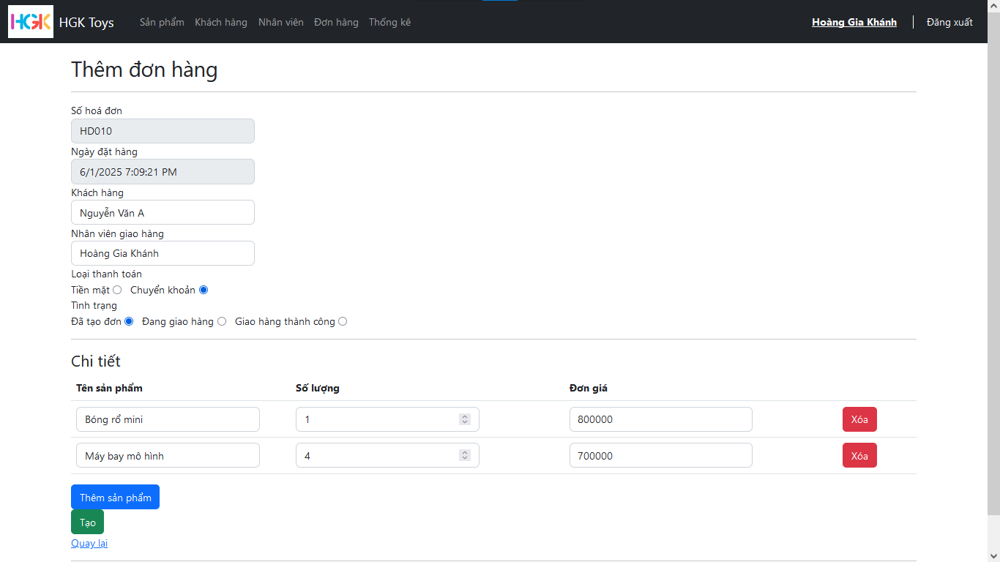 HGK HGK Toys Sản phẩm Khách hàng Nhân viên Đơn hàng Thống kê Hoàng Gia Khánh Đăng xuất
Thêm đơn hàng
Số hoá đơn
HD010
Ngày đặt hàng
6/1/2025 7:09:21 PM
Khách hàng
Nguyễn Văn A
Nhân viên giao hàng
Hoàng Gia Khánh
Loại thanh toán
Tiền mặt Chuyển khoản
Tình trạng
Đã tạo đơn Đang giao hàng Giao hàng thành công
Chi tiết
Tên sản phẩm Số lượng Đơn giá
Bóng rổ mini 1 800000 Xóa
Máy bay mô hình 4 700000 Xóa
Thêm sản phẩm
Tạo
Quay lại